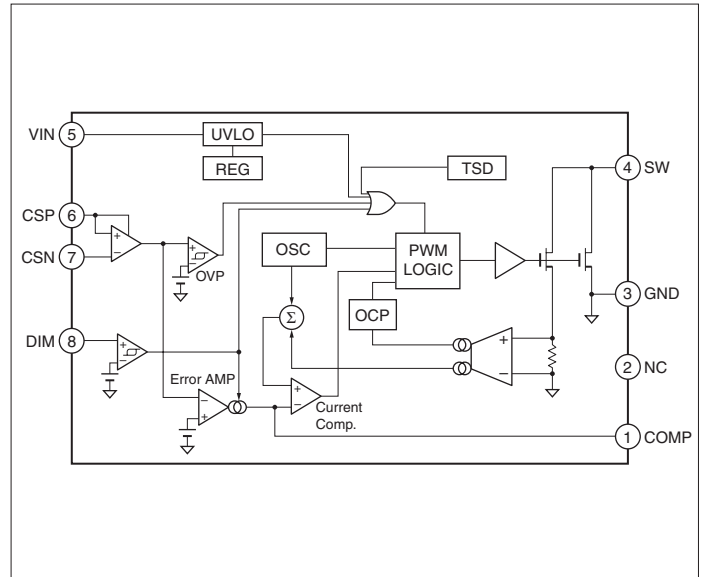 VIN 5 UVLO
REG
TSD
4 SW
CSP 6
CSN 7
+
−
+
−
OVP
OSC
PWM
LOGIC
OCP
3 GND
Σ
DIM 8
+
−
+
−
2 NC
Error AMP
−
+
+
−
Current
Comp.
1 COMP